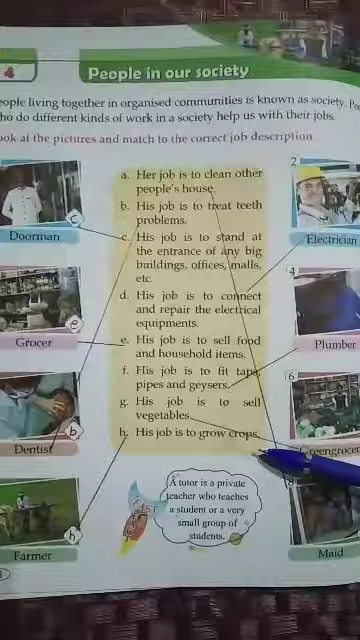 4
People in our society
eople living together in organised communities is known as society.
ho do different kinds of work in a society help us with their jobs.
ook at the pictures and match to the correct job description.
2
a. Her job is to clean other
people's house.
b. His job is to treat teeth
problems.
c
Doorman
c. His job is to stand at
the entrance of any big
buildings, offices, malls,
etc.
Electrician
4
d. His job is to connect
and repair the electrical
equipments.
e
Grocer
e. His job is to sell food
and household items.
Plumber
f. His job is to fit taps,
pipes and geysers.
6
g. His job is to sell
vegetables.
b
Dentist
h. His job is to grow crops.
Greengrocer
8
A tutor is a private
teacher who teaches
a student or a very
small group of
students.
h
Farmer
Maid